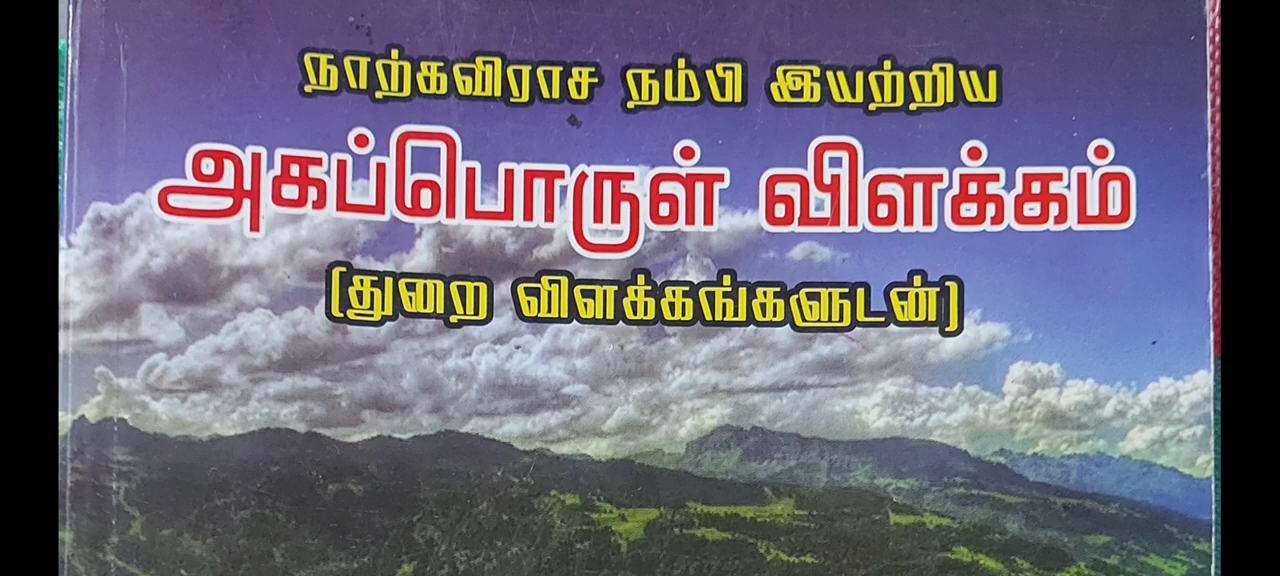 நாற்கவிராச நம்பி இயற்றிய
அகப்பொருள் விளக்கம்
(துறை விளக்கங்களுடன்)